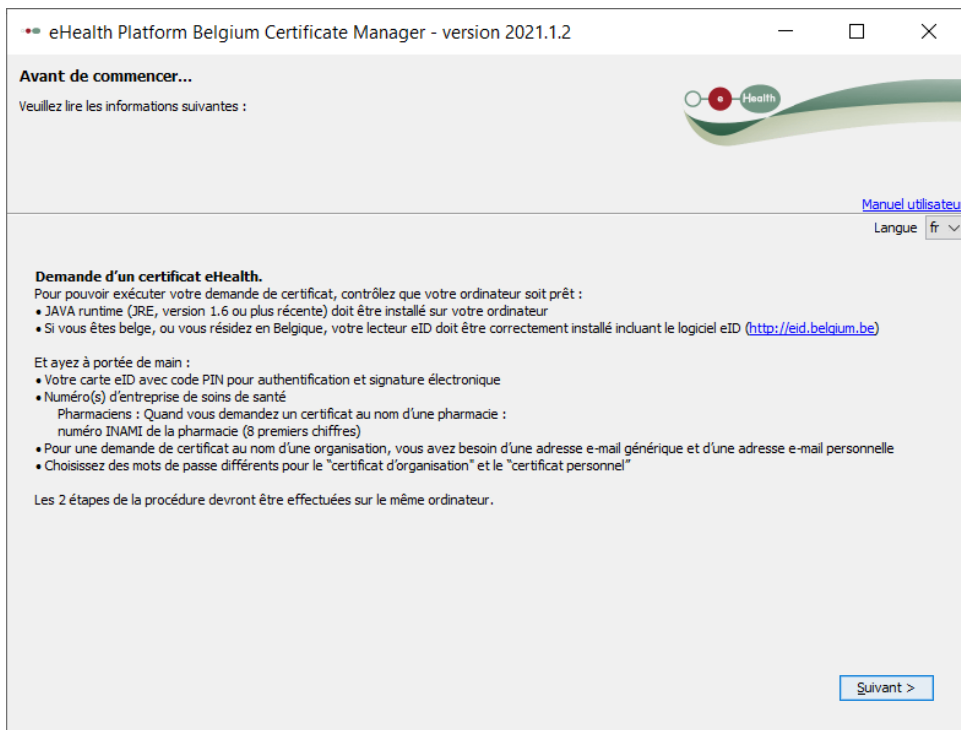 eHealth Platform Belgium Certificate Manager - version 2021.1.2
Avant de commencer...
Veuillez lire les informations suivantes :
e Health
Manuel utilisateu
Langue fr
Demande d'un certificat eHealth.
Pour pouvoir exécuter votre demande de certificat, contrôlez que votre ordinateur soit prêt :
• JAVA runtime (JRE, version 1.6 ou plus récente) doit être installé sur votre ordinateur
• Si vous êtes belge, ou vous résidez en Belgique, votre lecteur eID doit être correctement installé incluant le logiciel eID (http://eid.belgium.be)
Et ayez à portée de main :
• Votre carte eID avec code PIN pour authentification et signature électronique
• Numéro(s) d'entreprise de soins de santé
Pharmaciens : Quand vous demandez un certificat au nom d'une pharmacie :
numéro INAMI de la pharmacie (8 premiers chiffres)
• Pour une demande de certificat au nom d'une organisation, vous avez besoin d'une adresse e-mail générique et d'une adresse e-mail personnelle
• Choisissez des mots de passe différents pour le "certificat d'organisation" et le "certificat personnel"
Les 2 étapes de la procédure devront être effectuées sur le même ordinateur.
Suivant >